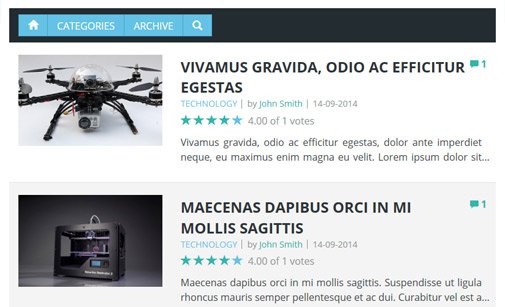 CATEGORIES ARCHIVE
VIVAMUS GRAVIDA, ODIO AC EFFICITUR 1
EGESTAS
TECHNOLOGY | by John Smith | 14-09-2014
4.00 of 1 votes
Vivamus gravida, odio ac efficitur egestas, dolor ante imperdiet
neque, eu maximus enim magna eu velit. Lorem ipsum dolor sit...
MAECENAS DAPIBUS ORCI IN MI 1
MOLLIS SAGITTIS
TECHNOLOGY | by John Smith | 14-09-2014
4.00 of 1 votes
Maecenas dapibus orci in mi mollis sagittis. Suspendisse ut ligula
rhoncus mauris semper pellentesque et ac dui. Curabitur vel est a...